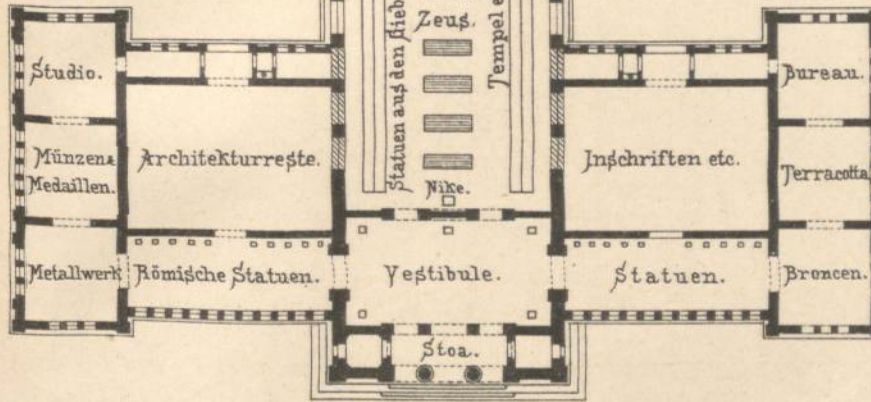 Zeus.
Statuen aus den
Tempel
Studio.
Bureau.
Münzen &
Medaillen.
Architekturreste.
Inschriften etc.
Terracotta
Nike.
Metallwerk
Römische Statuen.
Vestibule.
Statuen.
Broncen.
Stoa.